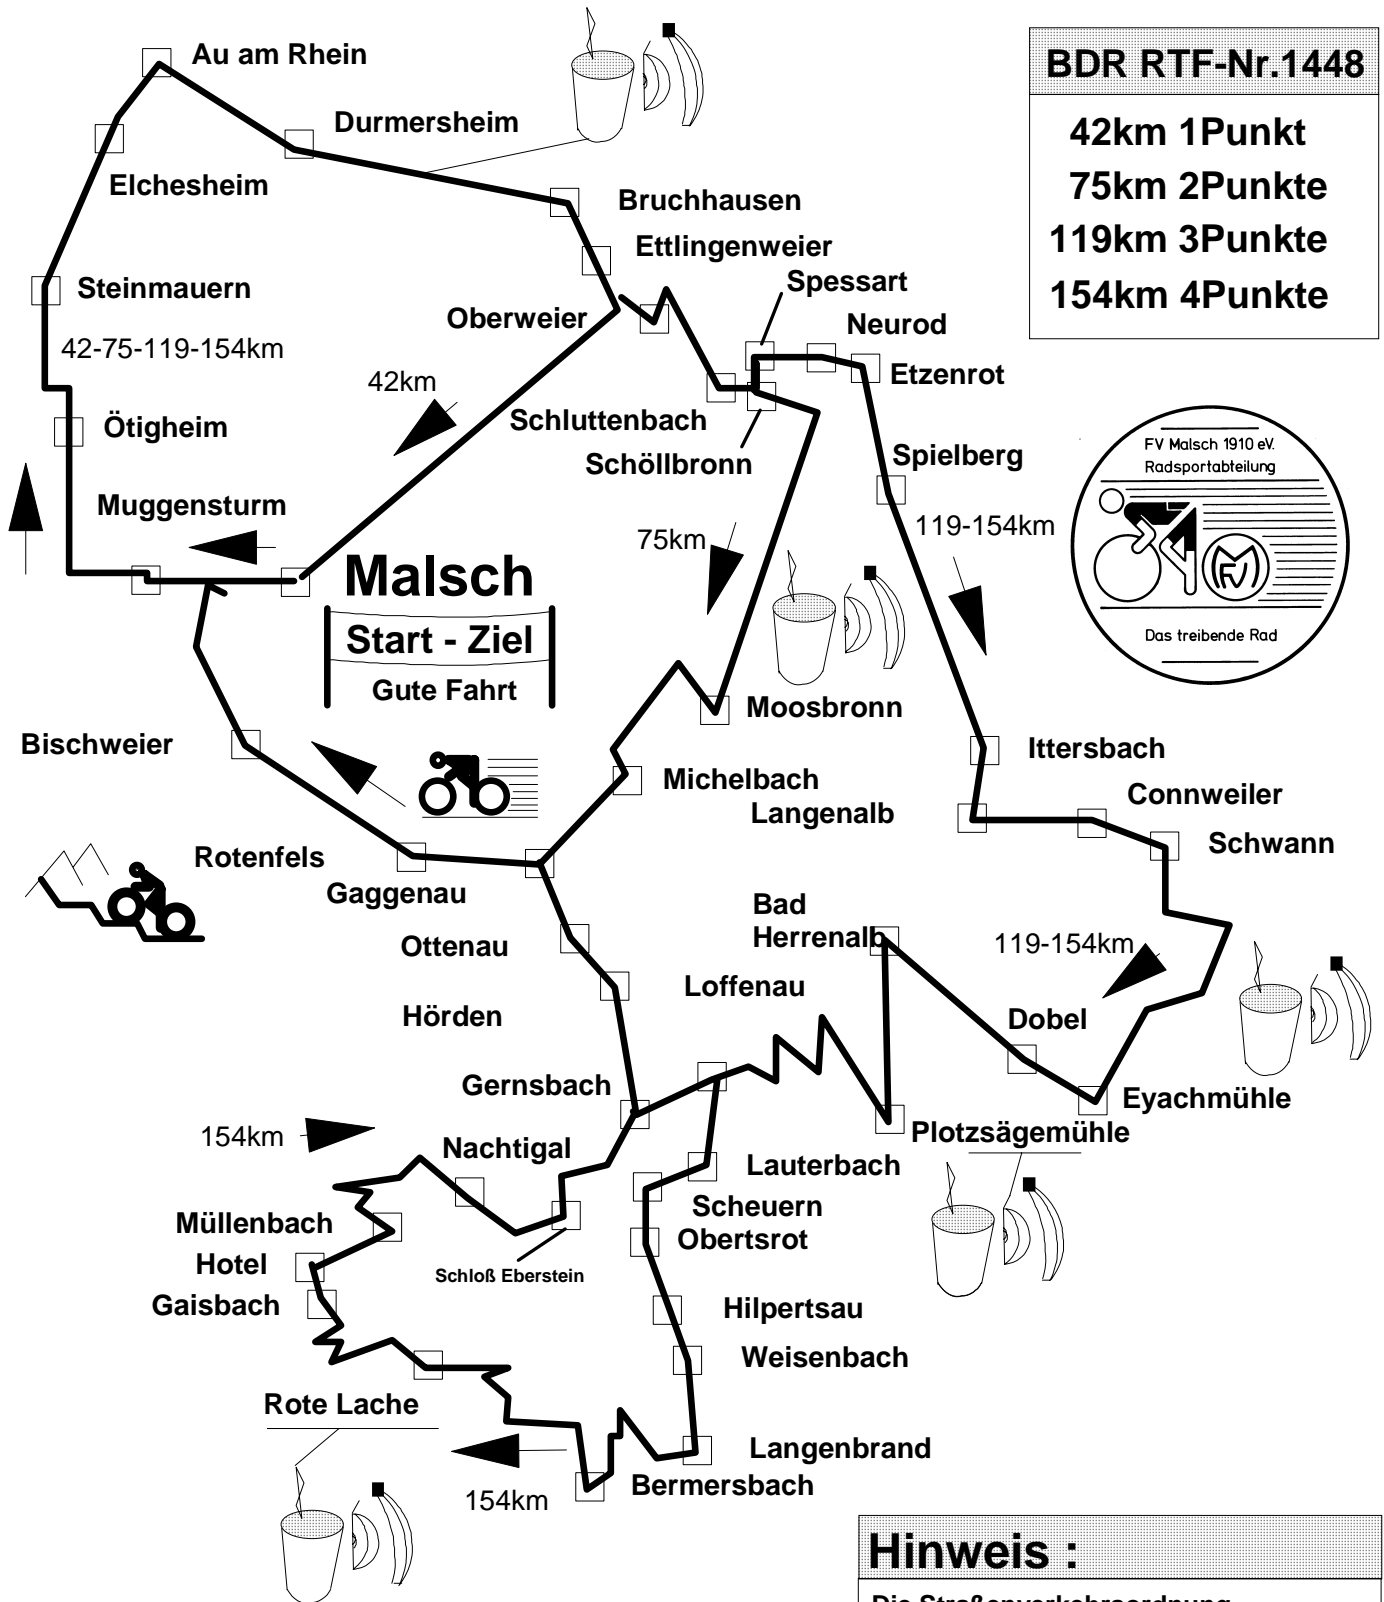 Au am Rhein
BDR RTF-Nr.1448
42km 1Punkt
75km 2Punkte
119km 3Punkte
154km 4Punkte
Durmersheim
Elchesheim
Bruchhausen
Ettlingenweier
Spessart
Steinmauern
Oberweier
Neurod
42-75-119-154km
42km
Etzenrot
Ötigheim
Schluttenbach
Schöllbronn
Spielberg
FV Malsch 1910 eV.
Radsportabteilung
MFV
Das treibende Rad
Muggensturm
75km
119-154km
Malsch
Start - Ziel
Gute Fahrt
Moosbronn
Bischweier
Ittersbach
Michelbach
Langenalb
Connweiler
Schwann
Rotenfels
Gaggenau
Bad
Herrenalb
Ottenau
119-154km
Loffenau
Hörden
Dobel
Gernsbach
Eyachmühle
154km
Nachtigal
Plotzsägemühle
Lauterbach
Scheuern
Müllenbach
Obertsrot
Hotel
Schloß Eberstein
Gaisbach
Hilpertsau
Weisenbach
Rote Lache
Langenbrand
154km
Bermersbach
Hinweis :
Die Straßenverkehrsordnung